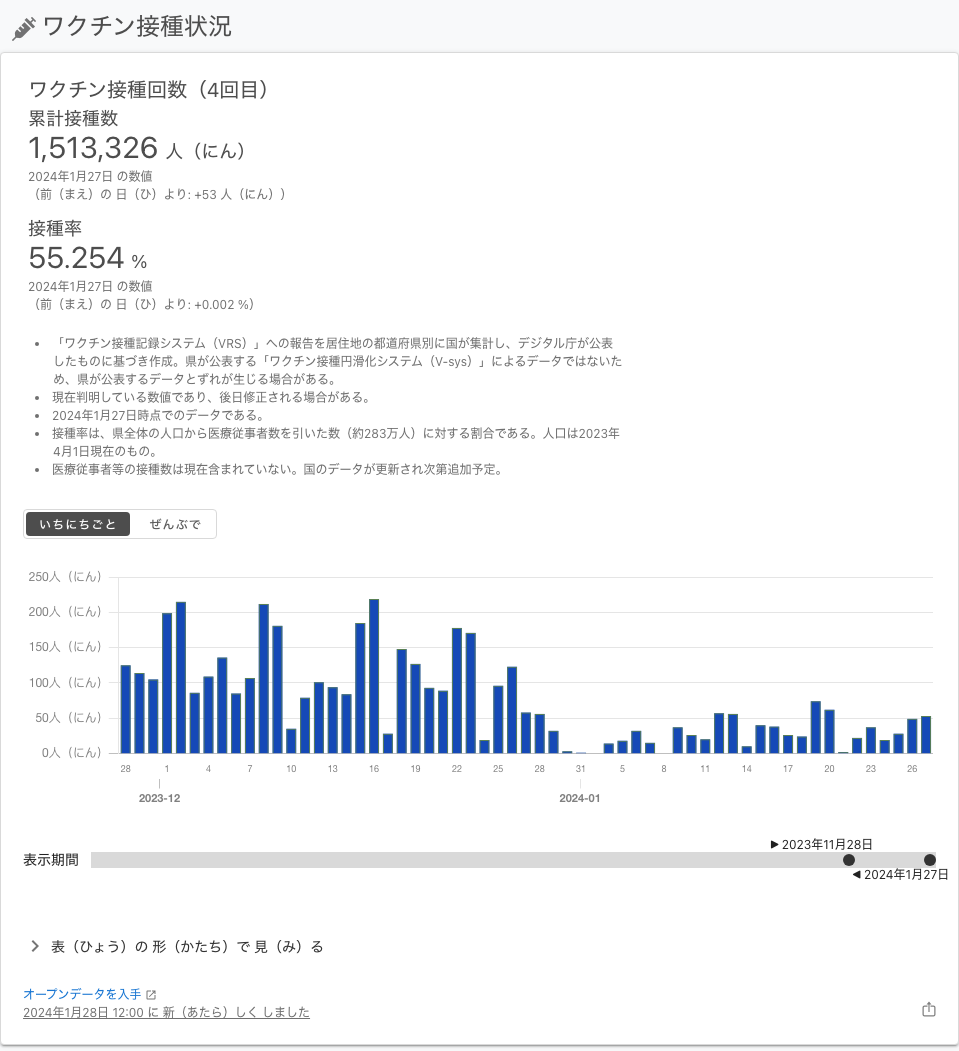 ワクチン接種状況
ワクチン接種回数（4回目）
累計接種数
1,513,326 人（にん）
2024年1月27日 の数値
（前（まえ）の 日（ひ）より: +53 人（にん））
接種率
55.254 %
2024年1月27日 の数値
（前（まえ）の 日（ひ）より: +0.002 %）
• 「ワクチン接種記録システム（VRS）」への報告を居住地の都道府県別に国が集計し、デジタル庁が公表
したものに基づき作成。県が公表する「ワクチン接種円滑化システム（V-sys）」によるデータではないた
め、県が公表するデータとずれが生じる場合がある。
• 現在判明している数値であり、後日修正される場合がある。
• 2024年1月27日時点でのデータである。
• 接種率は、県全体の人口から医療従事者数を引いた数（約283万人）に対する割合である。人口は2023年
4月1日現在のもの。
• 医療従事者等の接種数は現在含まれていない。国のデータが更新され次第追加予定。
いちにちごと ぜんぶで
250人（にん）
200人（にん）
150人（にん）
100人（にん）
50人（にん）
0人（にん）
28 1 4 7 10 13 16 19 22 25 28 31 5 8 11 14 17 20 23 26
2023-12 2024-01
▶ 2023年11月28日
表示期間
◀ 2024年1月27日
表（ひょう）の 形（かたち）で 見（み）る
オープンデータを入手
2024年1月28日 12:00 に 新（あたら）しく しました